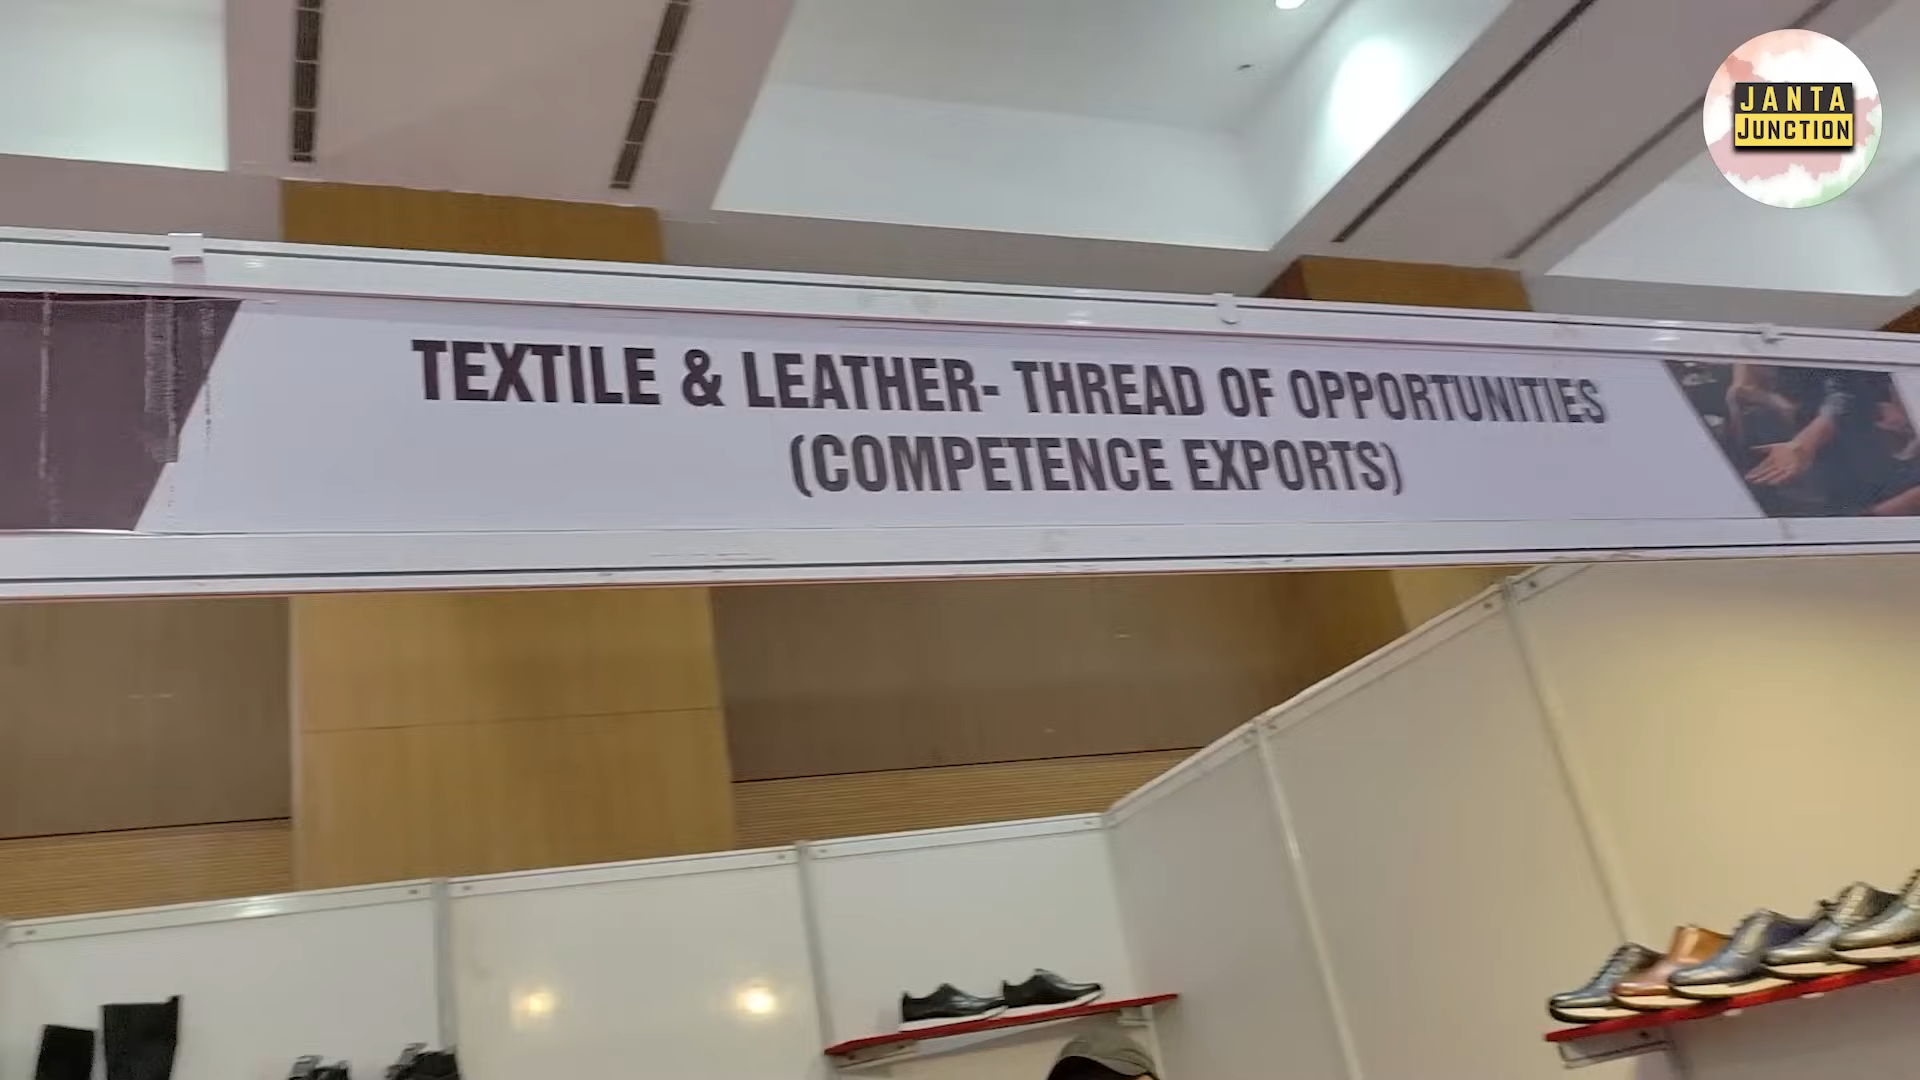 JANTA
JUNCTION
TEXTILE & LEATHER- THREAD OF OPPORTUNITIES
(COMPETENCE EXPORTS)